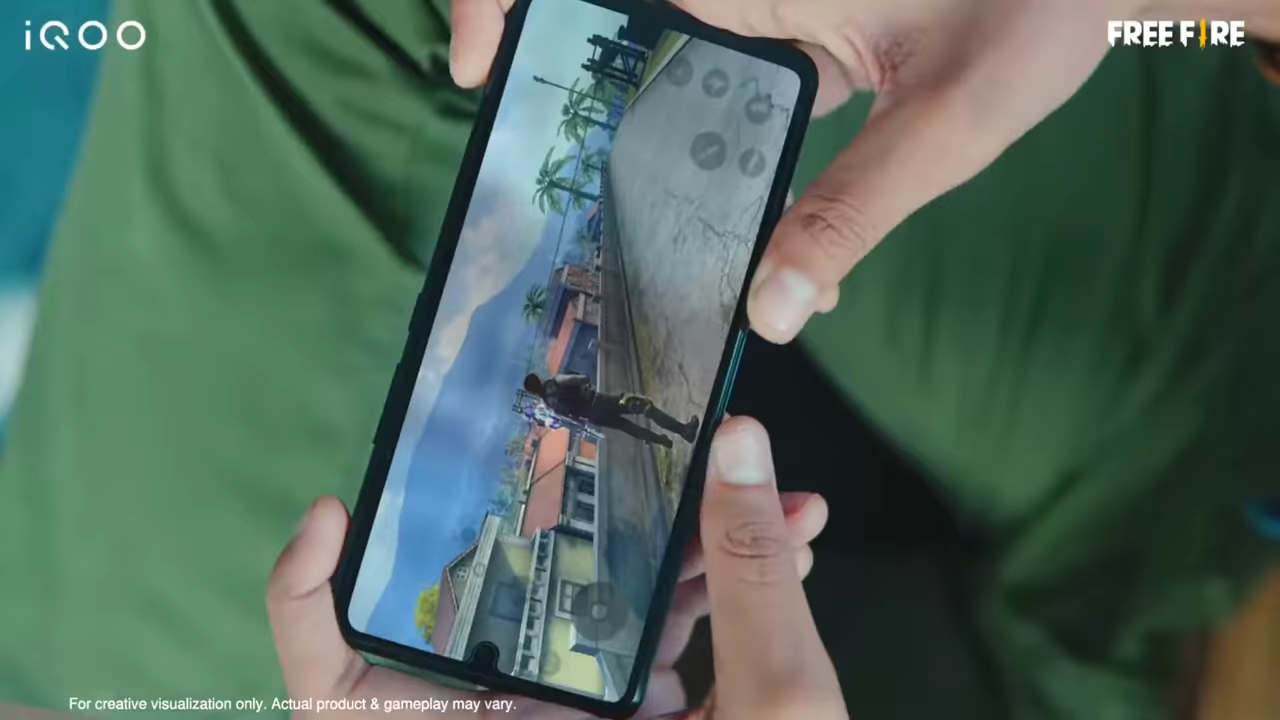 iQOO
FREE FIRE
For creative visualization only. Actual product & gameplay may vary.